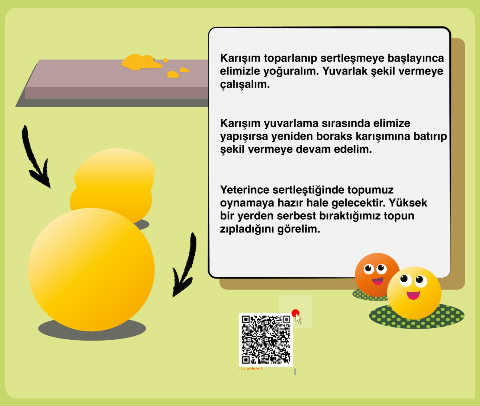 Karışım toparlanıp sertleşmeye başlayınca
elimizle yoğuralım. Yuvarlak şekil vermeye
çalışalım.
Karışım yuvarlama sırasında elimize
yapışırsa yeniden boraks karışımına batırıp
şekil vermeye devam edelim.
Yeterince sertleştiğinde topumuz
oynamaya hazır hale gelecektir. Yüksek
bir yerden serbest bıraktığımız topun
zıpladığını görelim.